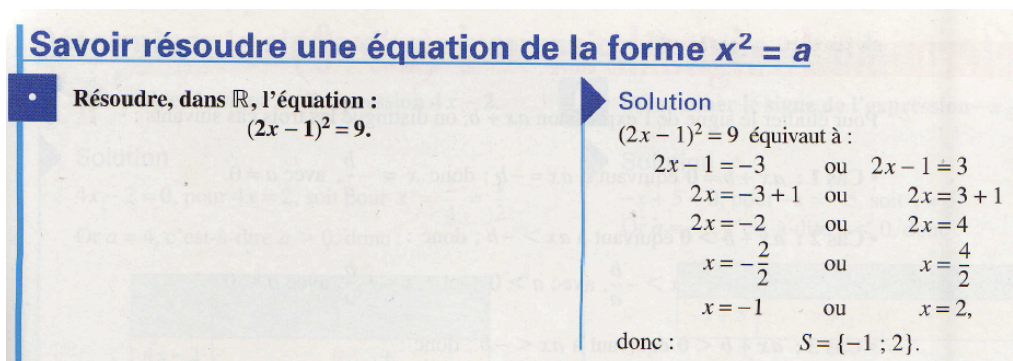 Savoir résoudre une équation de la forme x² = a
Résoudre, dans ℝ, l'équation :
(2x – 1)² = 9.
Solution
(2x – 1)² = 9 équivaut à :
2x – 1 = –3 ou 2x – 1 = 3
2x = –3 + 1 ou 2x = 3 + 1
2x = –2 ou 2x = 4
x = –2/2 ou x = 4/2
x = –1 ou x = 2,
donc : S = {–1 ; 2}.